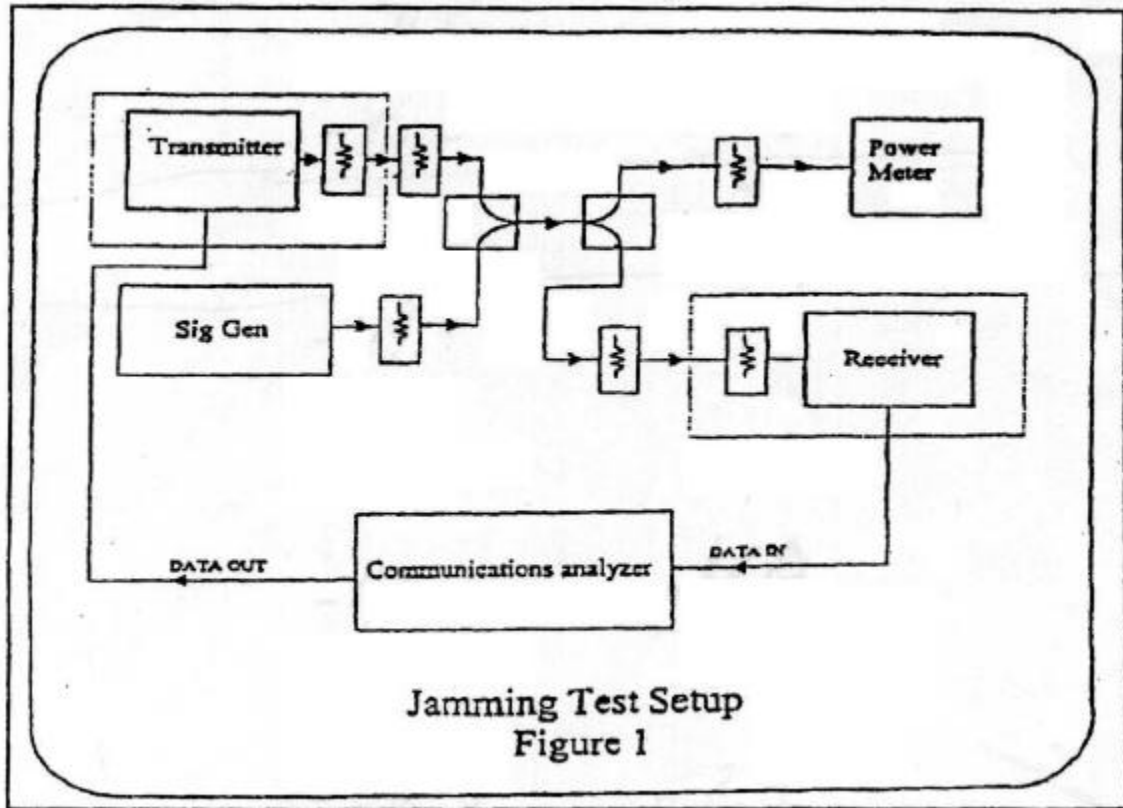 Transmitter
Power
Meter
Sig Gen
Receiver
DATA OUT
Communications analyzer
DATA IN
Jamming Test Setup
Figure 1